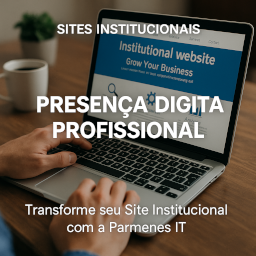 SITES INSTITUCIONAIS
Institutional website
Grow Your Business
PRESENÇA DIGITA
PROFISSIONAL
Transforme seu Site Institucional
com a Parmenes IT